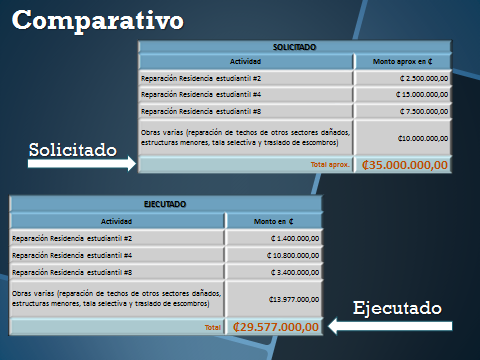 Comparativo
SOLICITADO
Actividad Monto aprox en ₡
Reparación Residencia estudiantil #2 ₡ 2.500.000,00
Reparación Residencia estudiantil #4 ₡ 15.000.000,00
Reparación Residencia estudiantil #8 ₡ 7.500.000,00
Obras varias (reparación de techos de otros sectores dañados,
estructuras menores, tala selectiva y traslado de escombros) ₡10.000.000,00
Total aprox. ₡35.000.000,00
Solicitado
EJECUTADO
Actividad Monto en ₡
Reparación Residencia estudiantil #2 ₡ 1.400.000,00
Reparación Residencia estudiantil #4 ₡ 10.800.000,00
Reparación Residencia estudiantil #8 ₡ 3.400.000,00
Obras varias (reparación de techos de otros sectores dañados,
estructuras menores, tala selectiva y traslado de escombros) ₡13.977.000,00
Total ₡29.577.000,00
Ejecutado